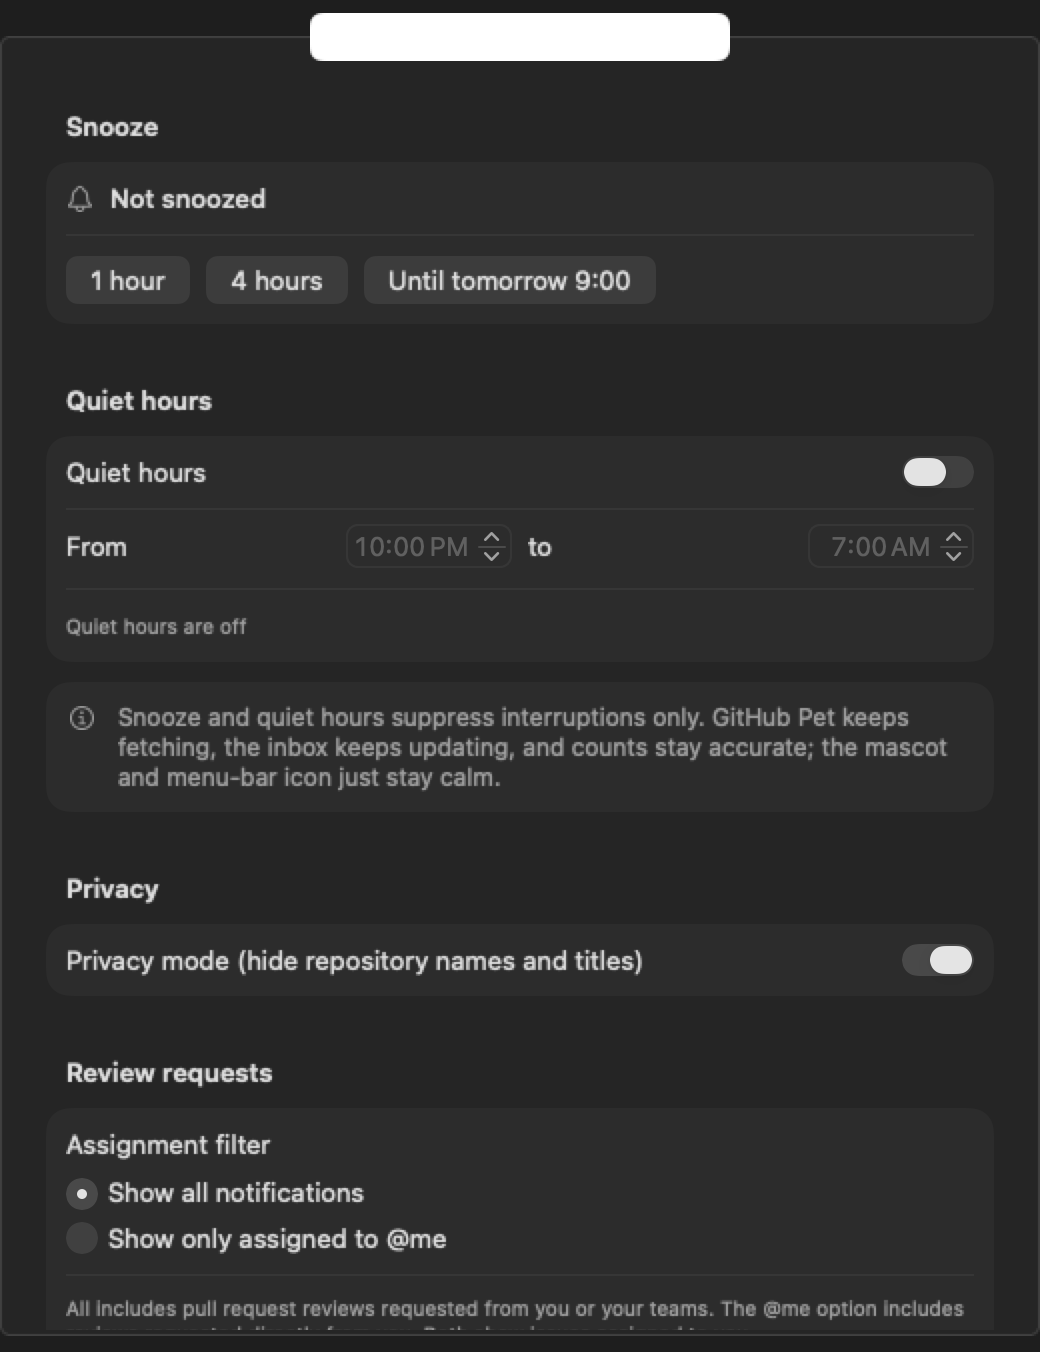 Snooze
Not snoozed
1 hour
4 hours
Until tomorrow 9:00
Quiet hours
Quiet hours
From
10:00 PM
to
7:00 AM
Quiet hours are off
Snooze and quiet hours suppress interruptions only. GitHub Pet keeps
fetching, the inbox keeps updating, and counts stay accurate; the mascot
and menu-bar icon just stay calm.
Privacy
Privacy mode (hide repository names and titles)
Review requests
Assignment filter
Show all notifications
Show only assigned to @me
All includes pull request reviews requested from you or your teams. The @me option includes